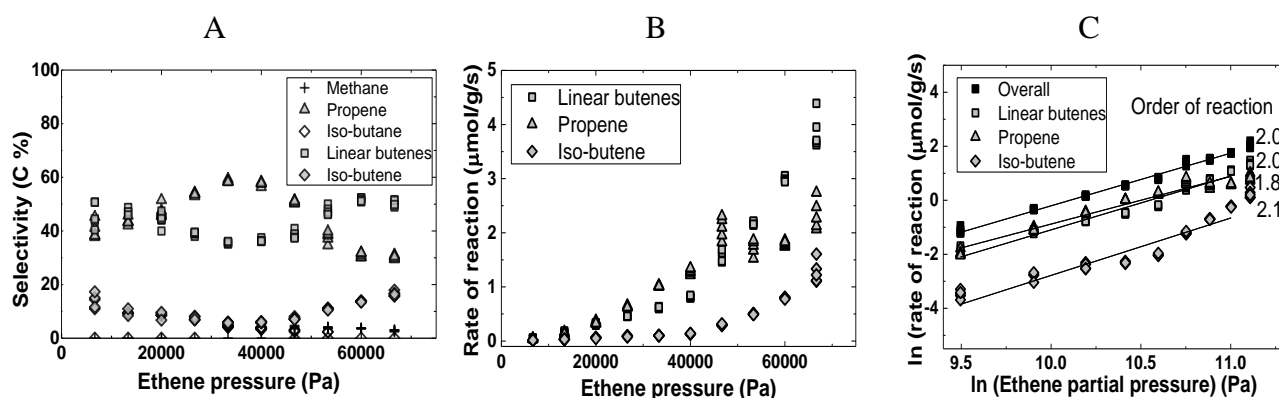 A
B
C
Selectivity (C %)
100
80
60
40
20
0
Methane
Propene
Iso-butane
Linear butenes
Iso-butene
0 20000 40000 60000
Ethene pressure (Pa)
Rate of reaction (µmol/g/s)
5
4
3
2
1
0
Linear butenes
Propene
Iso-butene
0 20000 40000 60000
Ethene pressure (Pa)
ln (rate of reaction (µmol/g/s)
4
2
0
-2
-4
Overall
Linear butenes
Propene
Iso-butene
Order of reaction
2.0
2.0
1.8
2.1
9.5 10.0 10.5 11.0
ln (Ethene partial pressure) (Pa)